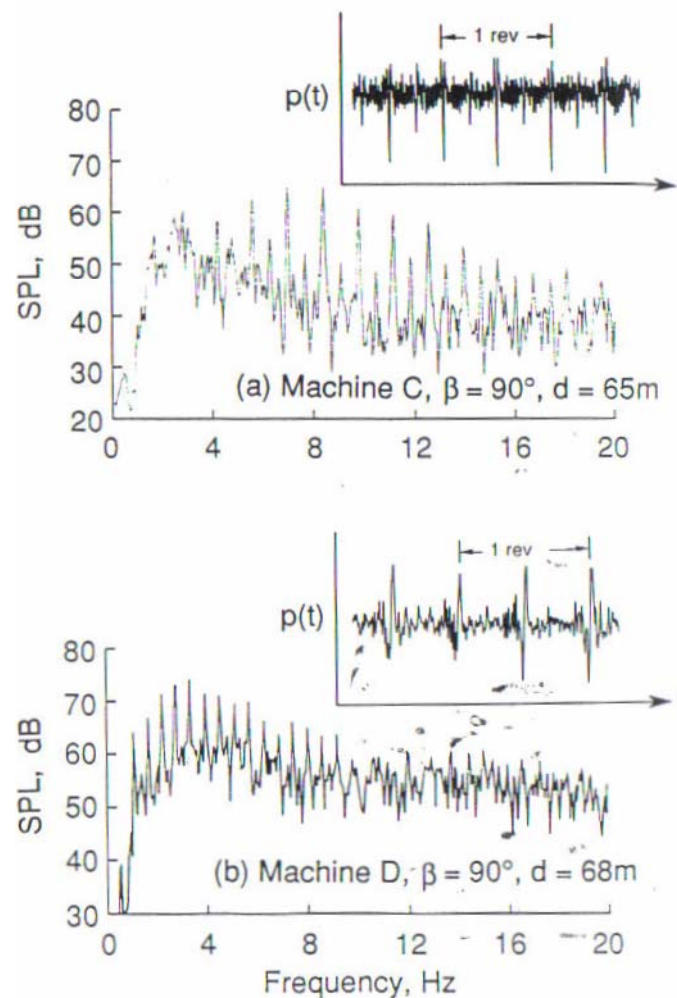 1 rev
p(t)
80
70
60
50
40
30
20
SPL, dB
(a) Machine C, β = 90°, d = 65m
0 4 8 12 16 20
1 rev
p(t)
80
70
60
50
40
30
SPL, dB
(b) Machine D, β = 90°, d = 68m
0 4 8 12 16 20
Frequency, Hz